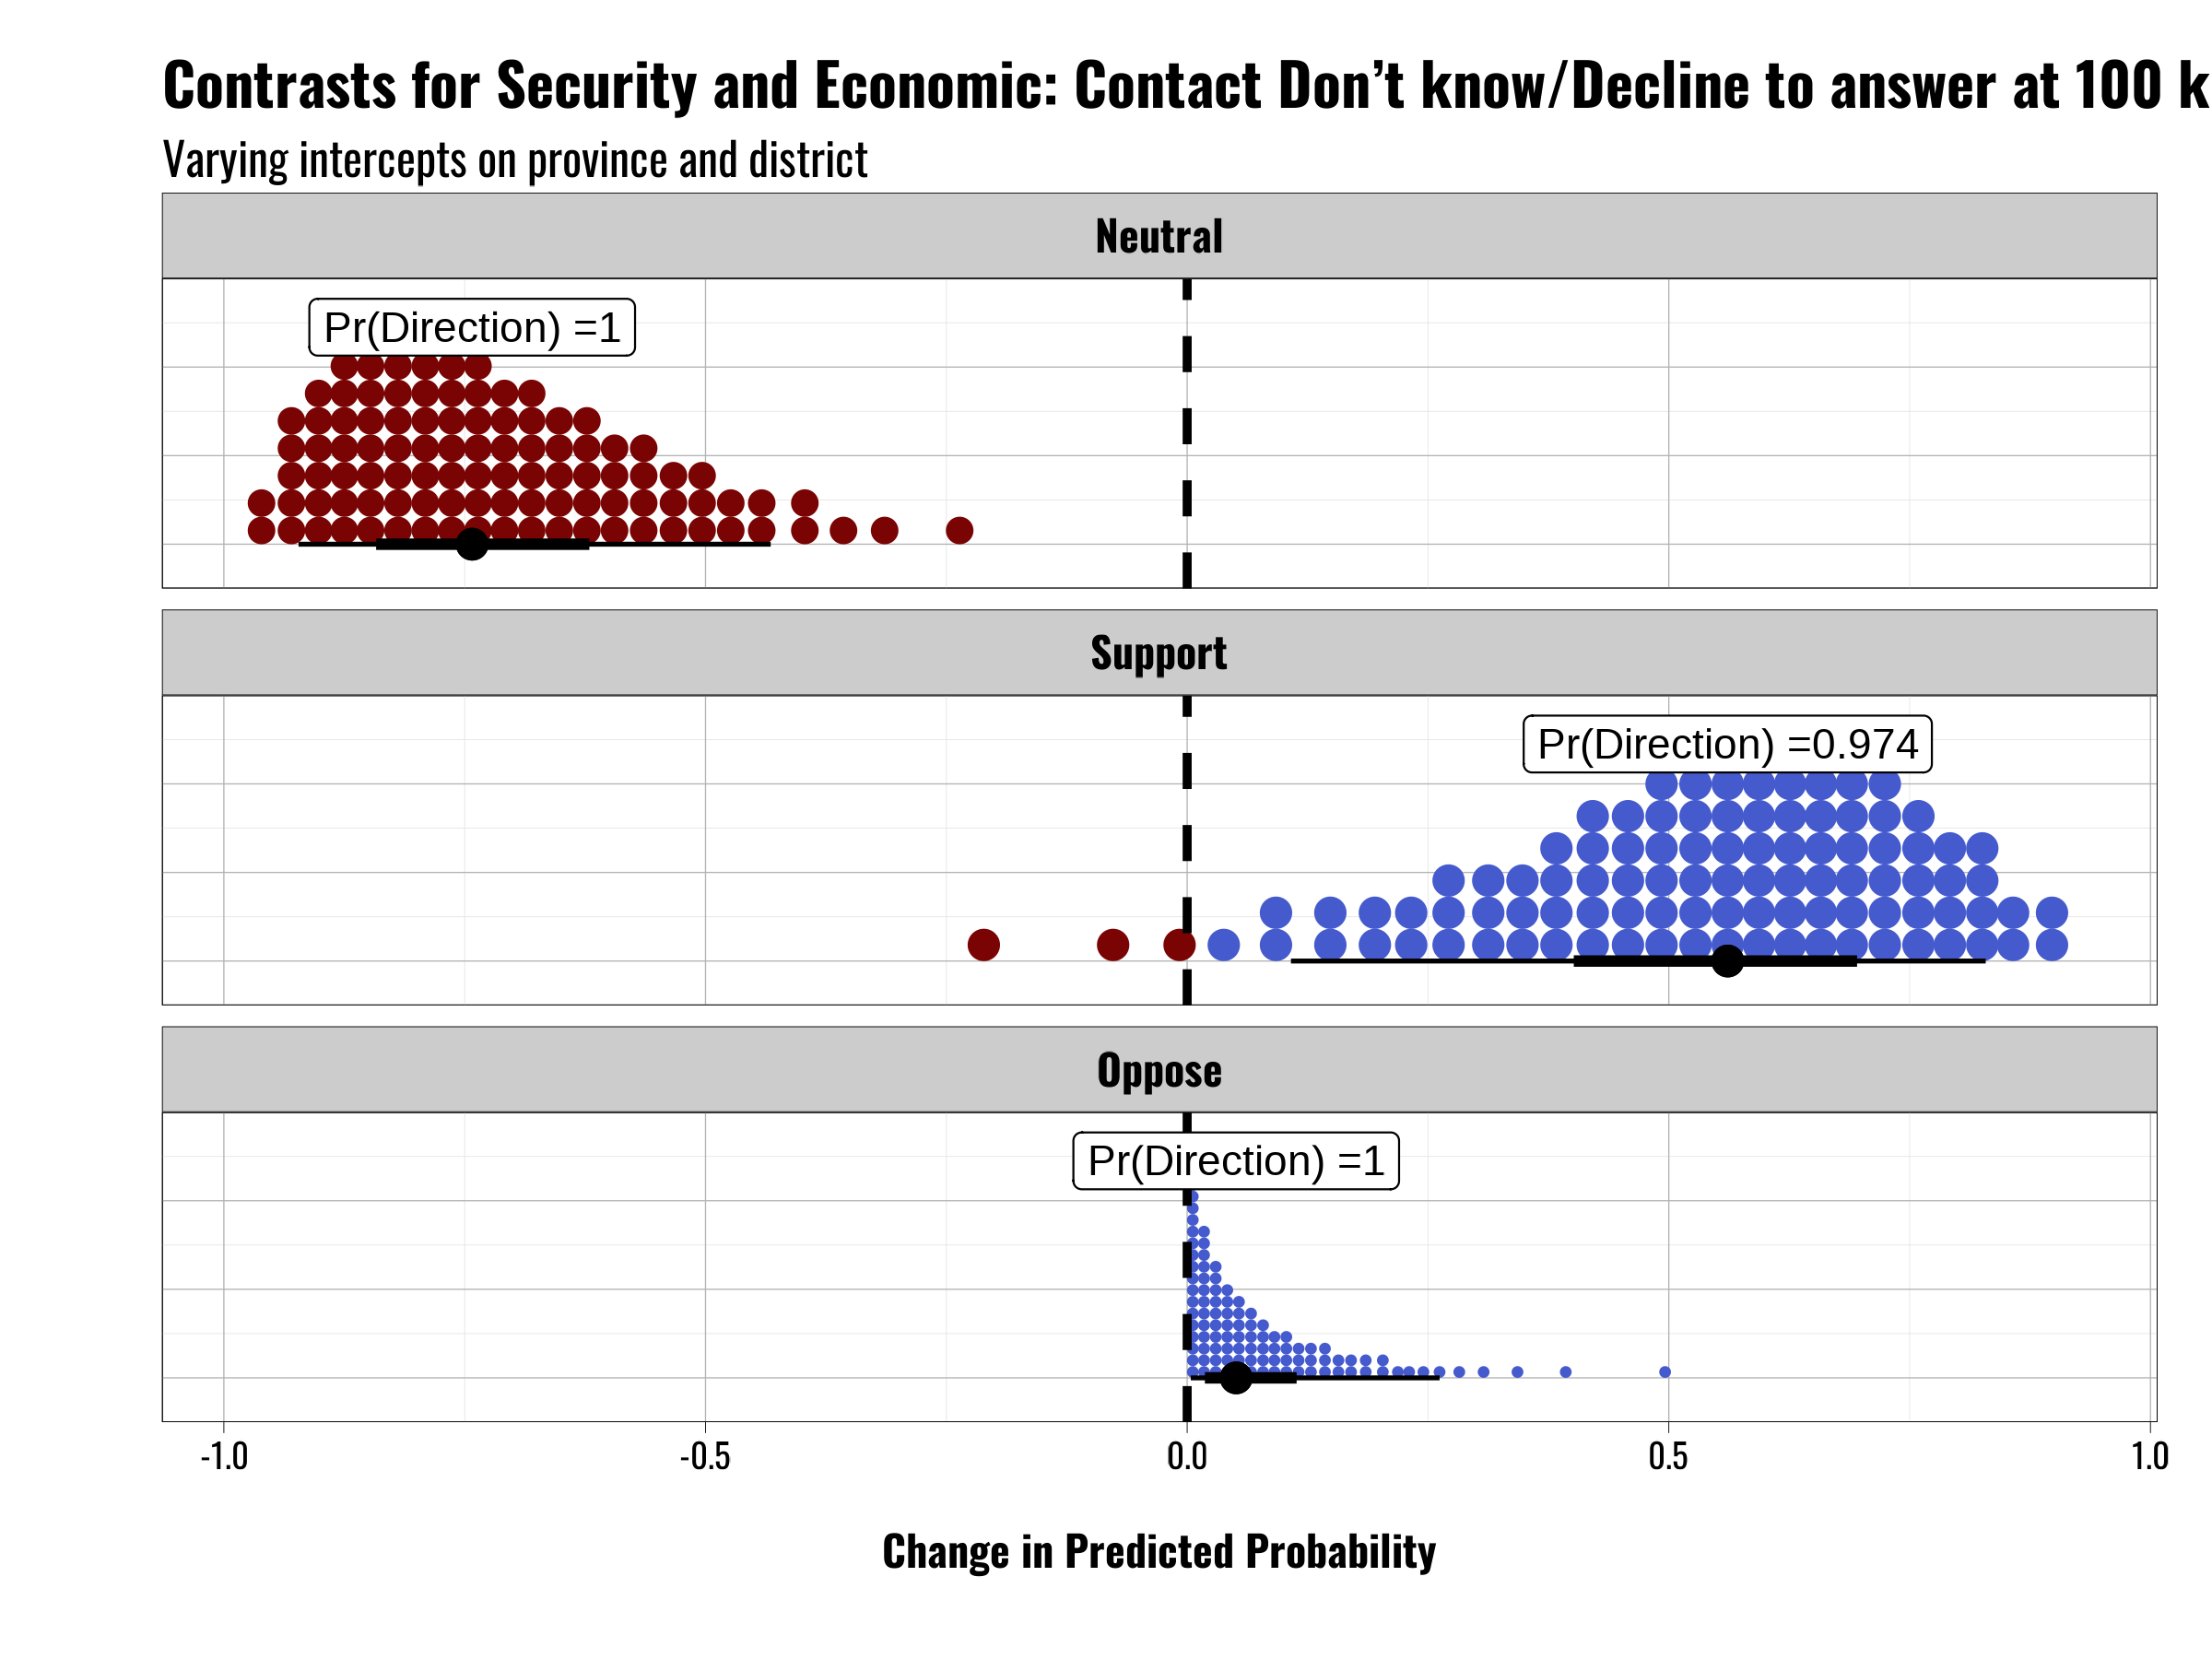 Contrasts for Security and Economic: Contact Don’t know/Decline to answer at 100 k
Varying intercepts on province and district
Neutral
Pr(Direction) =1
Support
Pr(Direction) =0.974
Oppose
Pr(Direction) =1
-1.0 -0.5 0.0 0.5 1.0
Change in Predicted Probability